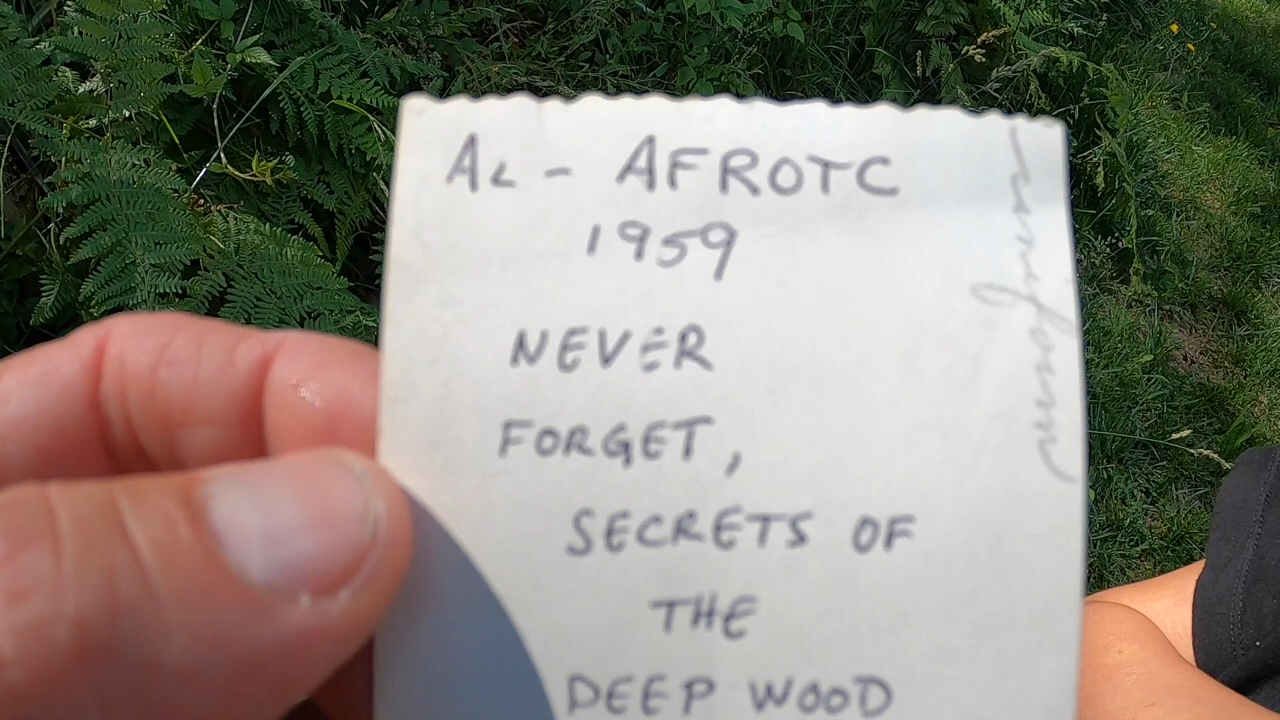 AL - AFROTC
1959
NEVER
FORGET,
SECRETS OF
THE
DEEP WOOD